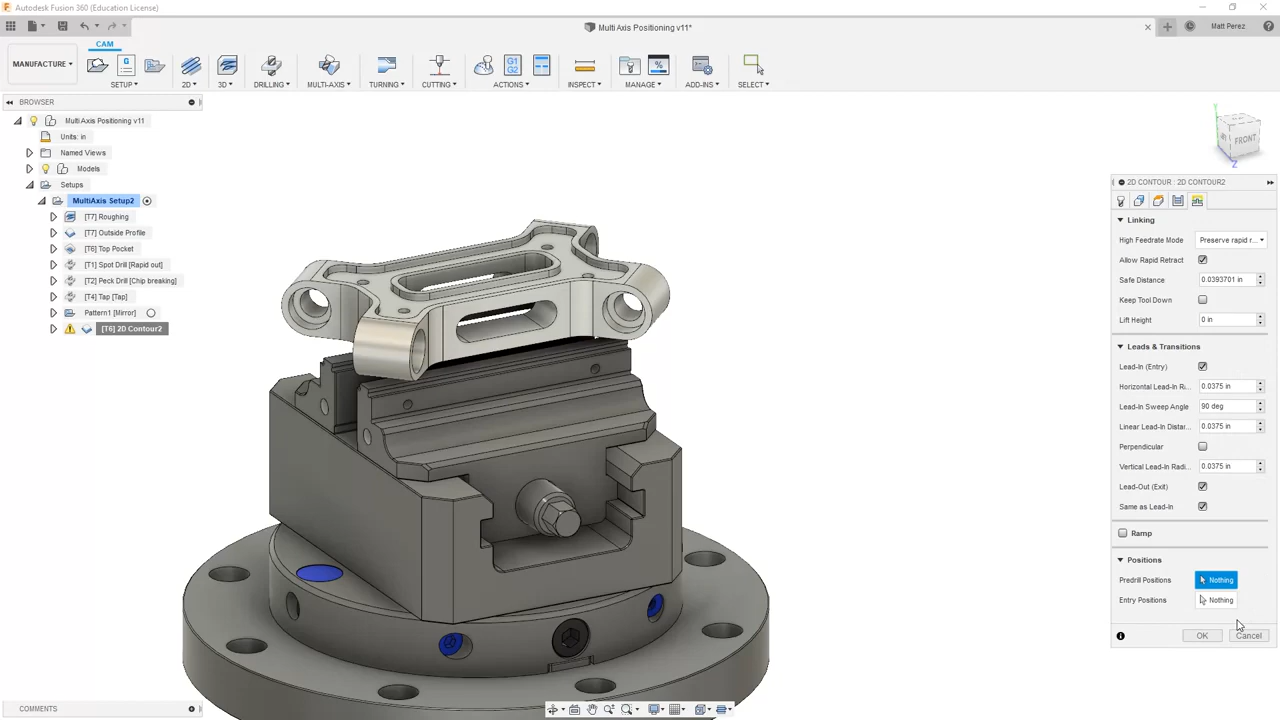 Autodesk Fusion 360 (Education License)
Multi Axis Positioning v11*
Matt Perez
CAM
MANUFACTURE
SETUP
2D
3D
DRILLING
MULTI-AXIS
TURNING
CUTTING
G1
G2
ACTIONS
INSPECT
MANAGE
ADD-INS
SELECT
BROWSER
Multi Axis Positioning v11
Units: in
Named Views
Models
Setups
MultiAxis Setup2
[T7] Roughing
[T7] Outside Profile
[T6] Top Pocket
[T1] Spot Drill [Rapid out]
[T2] Peck Drill [Chip breaking]
[T4] Tap [Tap]
Pattern1 [Mirror]
[T6] 2D Contour2
FRONT
Y
Z
2D CONTOUR : 2D CONTOUR2
Linking
High Feedrate Mode Preserve rapid r...
Allow Rapid Retract
Safe Distance 0.0393701 in
Keep Tool Down
Lift Height 0 in
Leads & Transitions
Lead-In (Entry)
Horizontal Lead-In R... 0.0375 in
Lead-In Sweep Angle 90 deg
Linear Lead-In Distar... 0.0375 in
Perpendicular
Vertical Lead-In Radi... 0.0375 in
Lead-Out (Exit)
Same as Lead-In
Ramp
Positions
Predrill Positions Nothing
Entry Positions Nothing
OK Cancel
COMMENTS